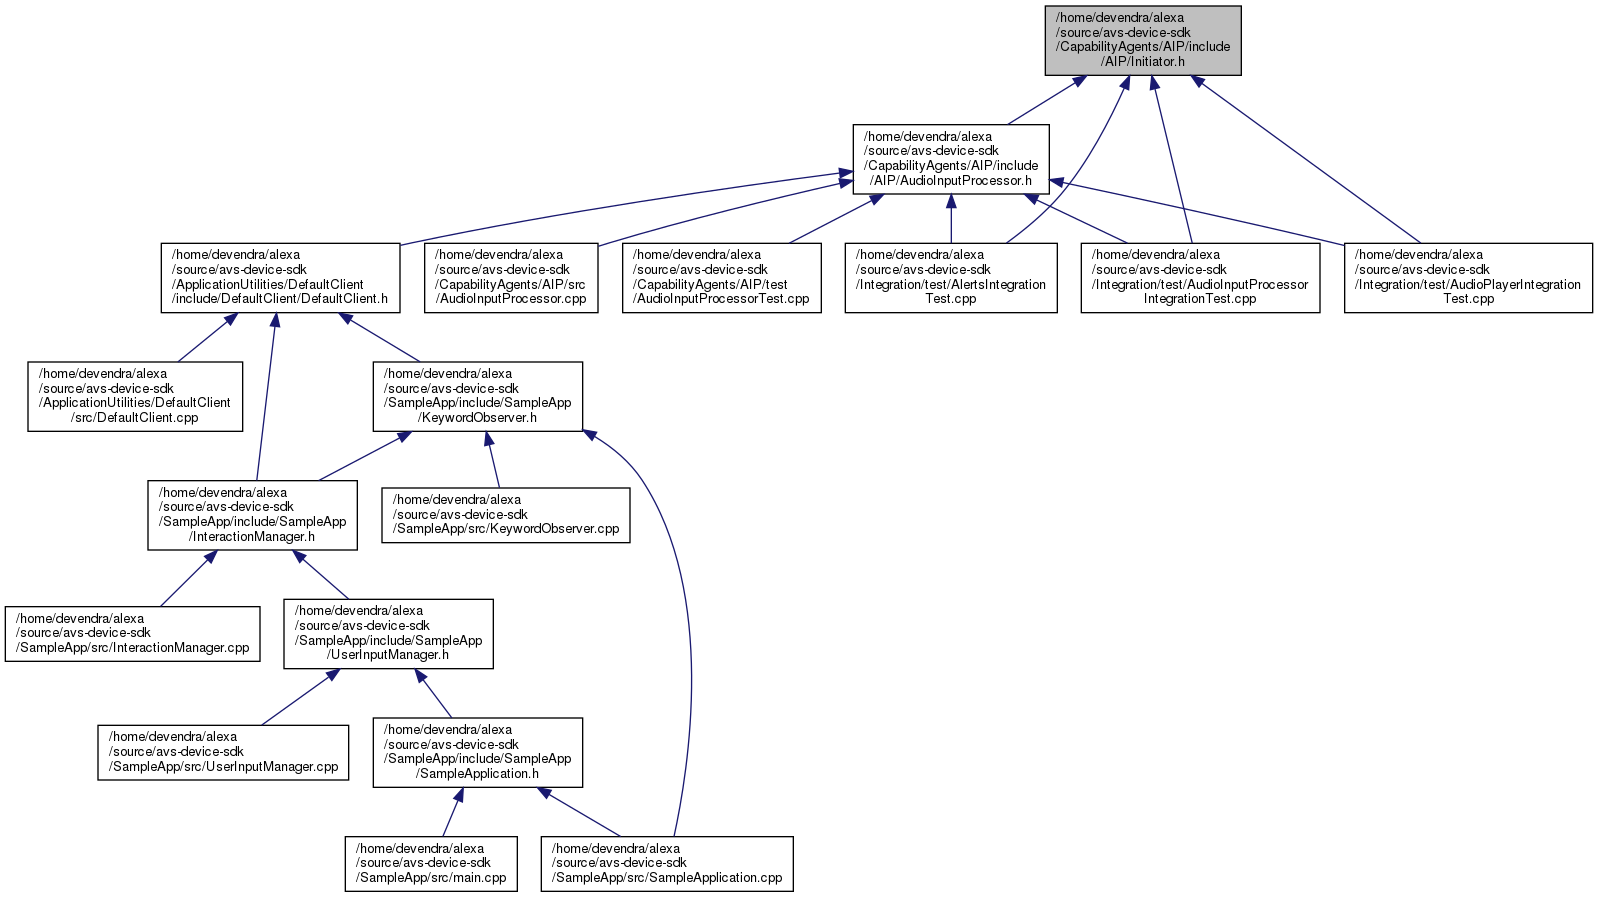 /home/devendra/alexa
/source/avs-device-sdk
/CapabilityAgents/AIP/include
/AIP/Initiator.h
/home/devendra/alexa
/source/avs-device-sdk
/CapabilityAgents/AIP/include
/AIP/AudioInputProcessor.h
/home/devendra/alexa
/source/avs-device-sdk
/ApplicationUtilities/DefaultClient
/include/DefaultClient/DefaultClient.h
/home/devendra/alexa
/source/avs-device-sdk
/CapabilityAgents/AIP/src
/AudioInputProcessor.cpp
/home/devendra/alexa
/source/avs-device-sdk
/CapabilityAgents/AIP/test
/AudioInputProcessorTest.cpp
/home/devendra/alexa
/source/avs-device-sdk
/Integration/test/AlertsIntegration
Test.cpp
/home/devendra/alexa
/source/avs-device-sdk
/Integration/test/AudioInputProcessor
IntegrationTest.cpp
/home/devendra/alexa
/source/avs-device-sdk
/Integration/test/AudioPlayerIntegration
Test.cpp
/home/devendra/alexa
/source/avs-device-sdk
/ApplicationUtilities/DefaultClient
/src/DefaultClient.cpp
/home/devendra/alexa
/source/avs-device-sdk
/SampleApp/include/SampleApp
/KeywordObserver.h
/home/devendra/alexa
/source/avs-device-sdk
/SampleApp/include/SampleApp
/InteractionManager.h
/home/devendra/alexa
/source/avs-device-sdk
/SampleApp/src/KeywordObserver.cpp
/home/devendra/alexa
/source/avs-device-sdk
/SampleApp/src/InteractionManager.cpp
/home/devendra/alexa
/source/avs-device-sdk
/SampleApp/include/SampleApp
/UserInputManager.h
/home/devendra/alexa
/source/avs-device-sdk
/SampleApp/src/UserInputManager.cpp
/home/devendra/alexa
/source/avs-device-sdk
/SampleApp/include/SampleApp
/SampleApplication.h
/home/devendra/alexa
/source/avs-device-sdk
/SampleApp/src/main.cpp
/home/devendra/alexa
/source/avs-device-sdk
/SampleApp/src/SampleApplication.cpp